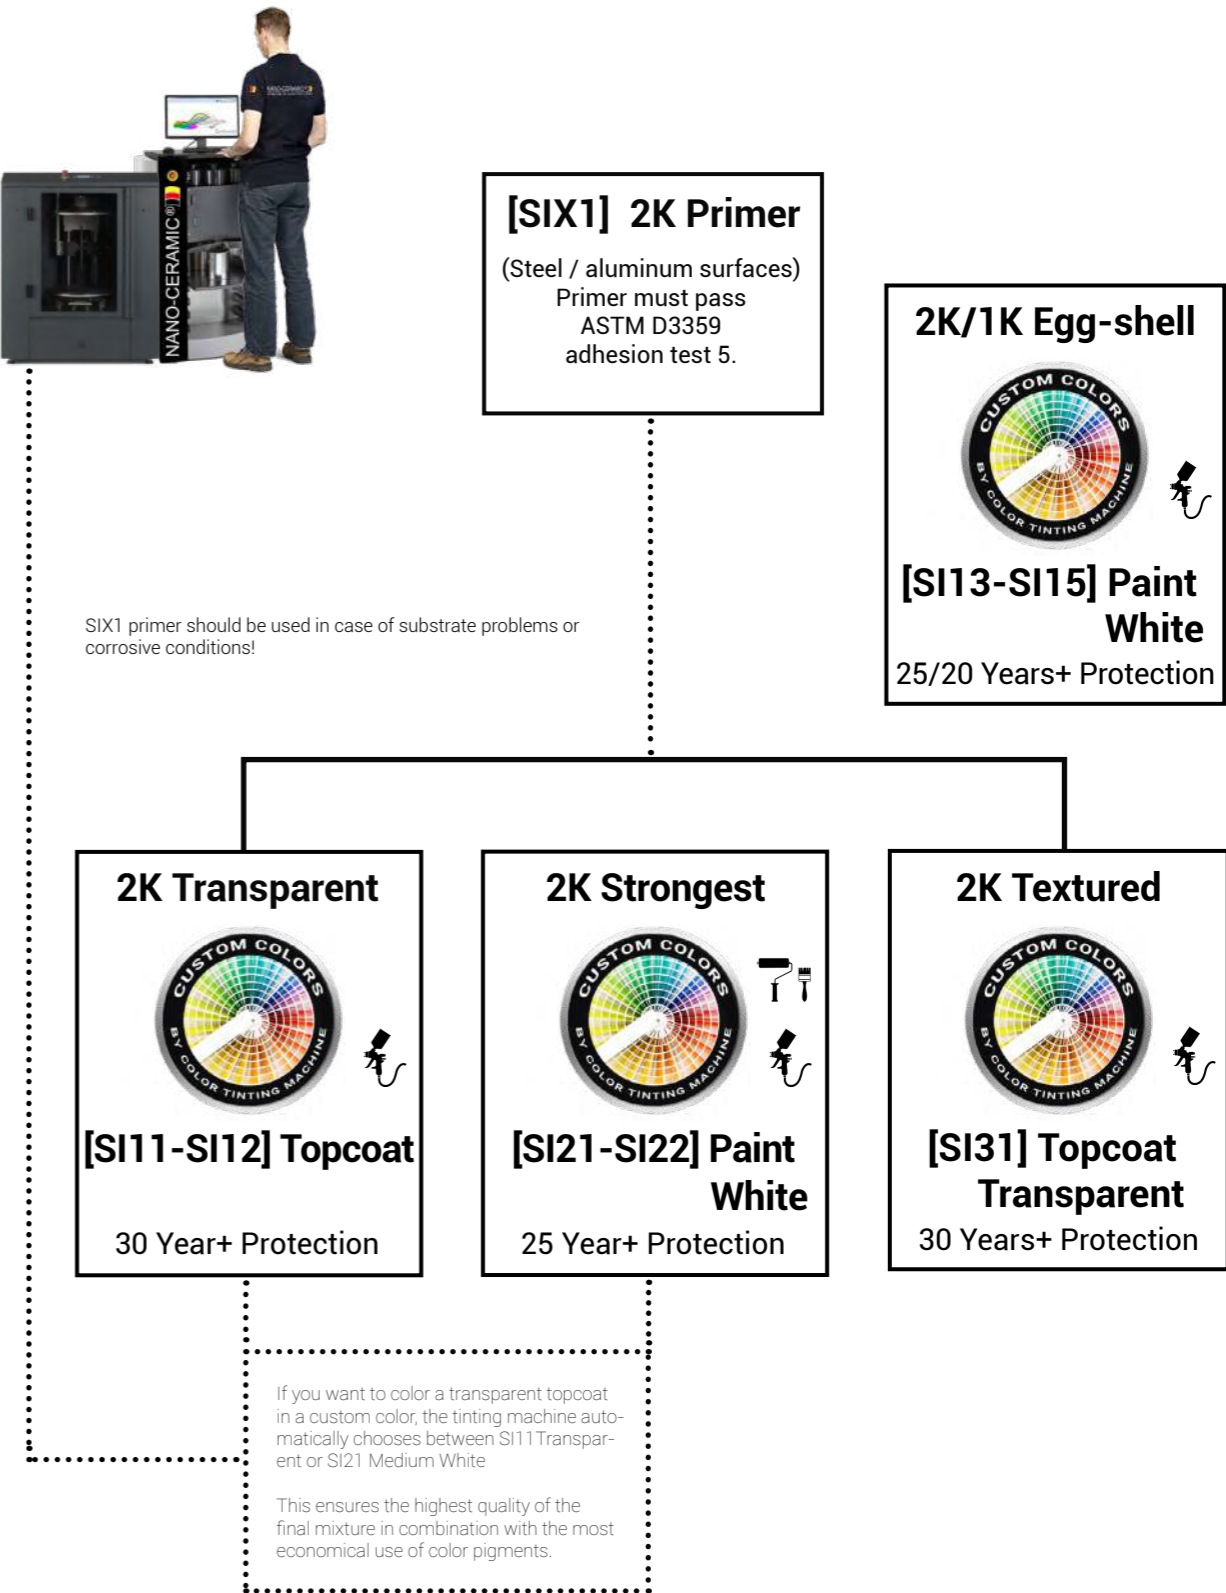 NANO-CERAMIC®
[SIX1] 2K Primer
(Steel / aluminum surfaces)
Primer must pass
ASTM D3359
adhesion test 5.
2K/1K Egg-shell
CUSTOM COLORS
BY COLOR TINTING MACHINE
[SI13-SI15] Paint
White
25/20 Years+ Protection
SIX1 primer should be used in case of substrate problems or
corrosive conditions!
2K Transparent
CUSTOM COLORS
BY COLOR TINTING MACHINE
[SI11-SI12] Topcoat
30 Year+ Protection
2K Strongest
CUSTOM COLORS
BY COLOR TINTING MACHINE
[SI21-SI22] Paint
White
25 Year+ Protection
2K Textured
CUSTOM COLORS
BY COLOR TINTING MACHINE
[SI31] Topcoat
Transparent
30 Years+ Protection
If you want to color a transparent topcoat
in a custom color, the tinting machine auto-
matically chooses between SI11Transpar-
ent or SI21 Medium White
This ensures the highest quality of the
final mixture in combination with the most
economical use of color pigments.